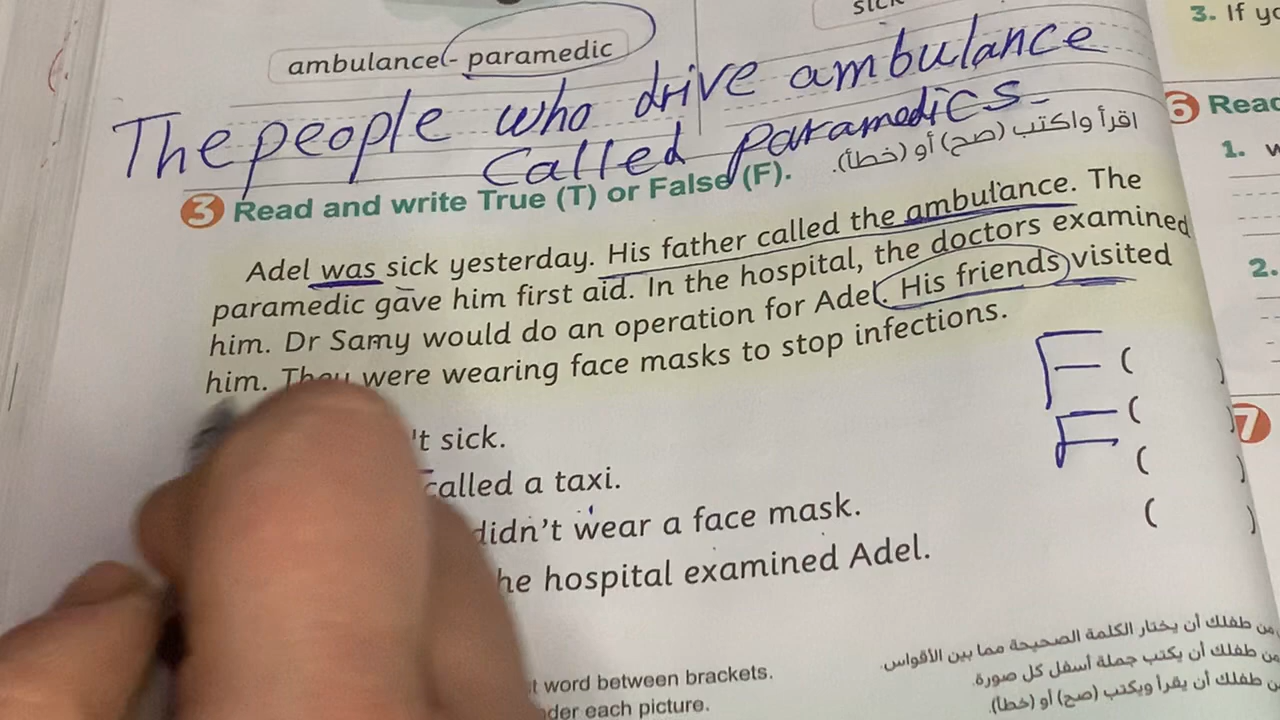 sick
3. If yo
ambulance - paramedic
The people who drive ambulance
Called paramedics.
اقرأ واكتب (صح) أو (خطأ).
3 Read and write True (T) or False (F).
Adel was sick yesterday. His father called the ambulance. The
paramedic gave him first aid. In the hospital, the doctors examined
him. Dr Samy would do an operation for Adel. His friends visited
him. They were wearing face masks to stop infections.
't sick. F ( )
called a taxi. F ( )
didn't wear a face mask. ( )
he hospital examined Adel. ( )
6 Read
1. w
2.
7
من طفلك أن يختار الكلمة الصحيحة مما بين الأقواس.
من طفلك أن يكتب جملة أسفل كل صورة.
من طفلك أن يقرأ ويكتب (صح) أو (خطأ).
t word between brackets.
der each picture.